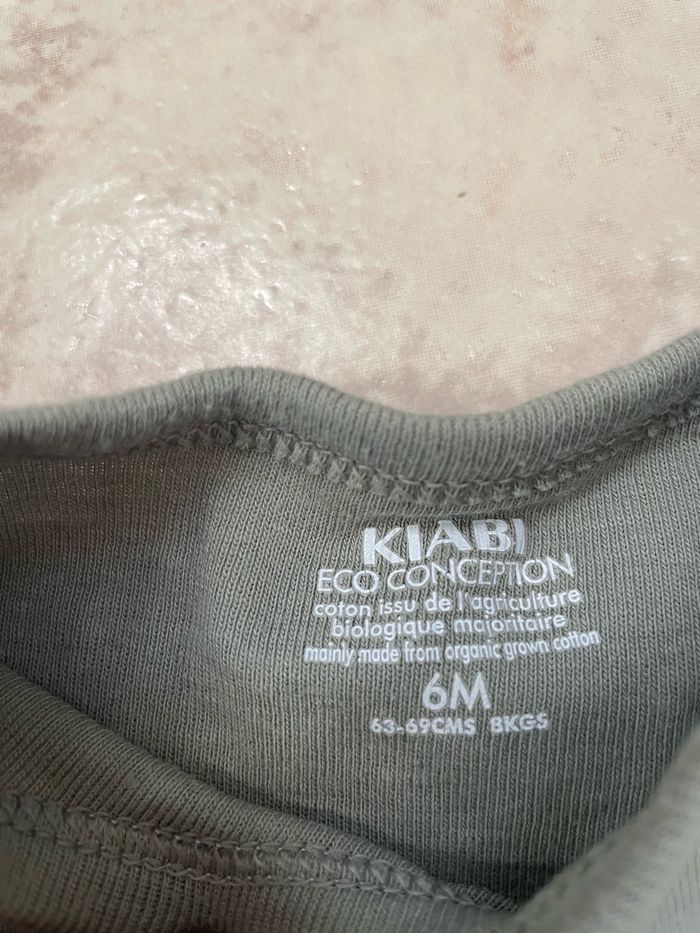 KIABI
ECO CONCEPTION
coton issu de l'agriculture
biologique majoritaire
mainly made from organic grown cotton
6M
63-69CMS 8KGS